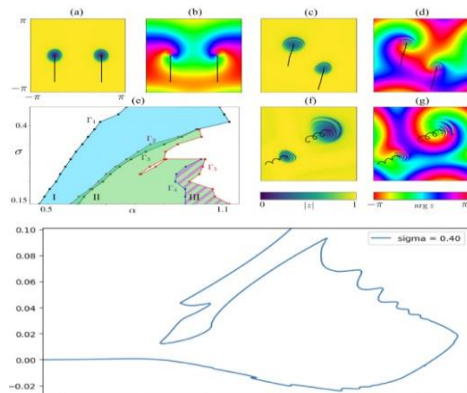 (a) (b) (c) (d)
π
−π
−π π
(e) (f) (g)
Γ₁
0.4
Γ₂
σ
Γ₃
Γ₅
Γ₄
I II III
0.15
0.5 α 1.1
0 |z| 1
−π arg z π
0.10
sigma = 0.40
0.08
0.06
0.04
0.02
0.00
−0.02